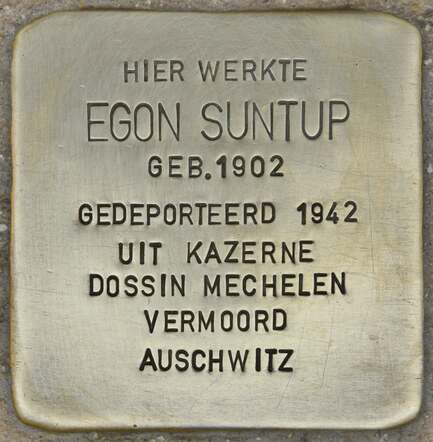 HIER WERKTE
EGON SUNTUP
GEB.1902
GEDEPORTEERD 1942
UIT KAZERNE
DOSSIN MECHELEN
VERMOORD
AUSCHWITZ